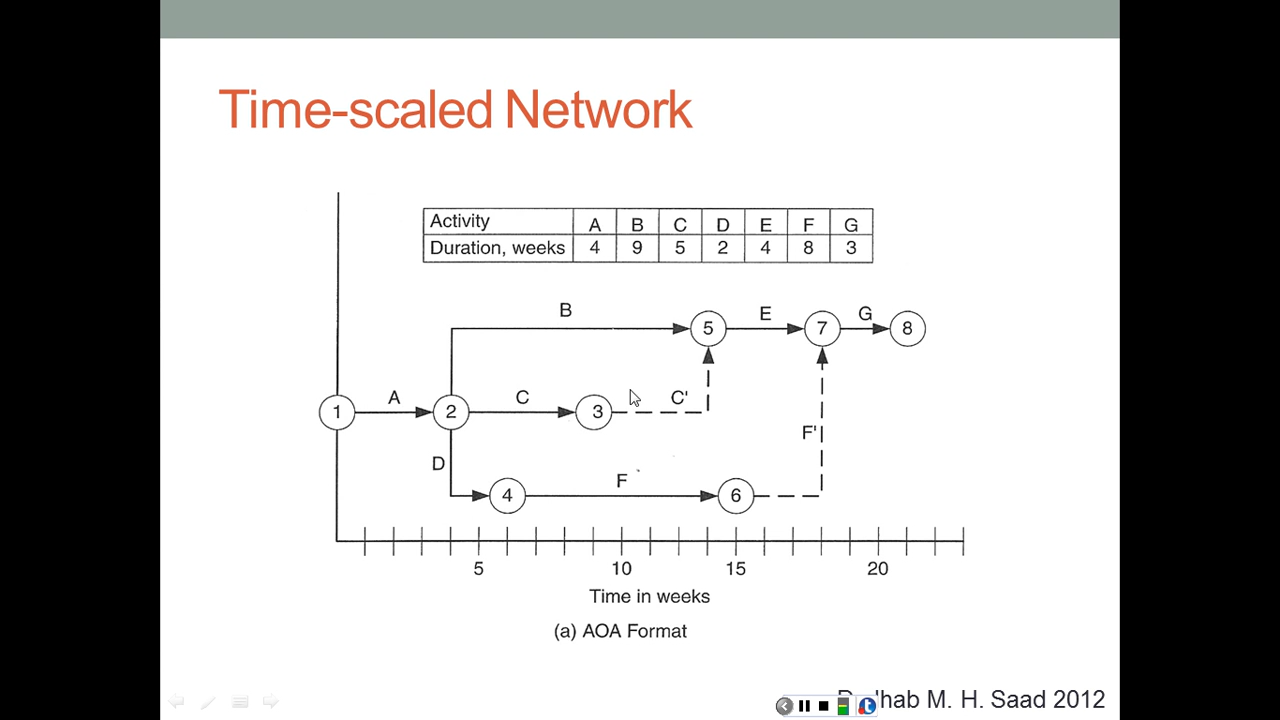 Time-scaled Network
Activity A B C D E F G
Duration, weeks 4 9 5 2 4 8 3
B
5 E 7 G 8
1 A 2 C 3 C'
F'
D
4 F 6
5 10 15 20
Time in weeks
(a) AOA Format
M. H. Saad 2012